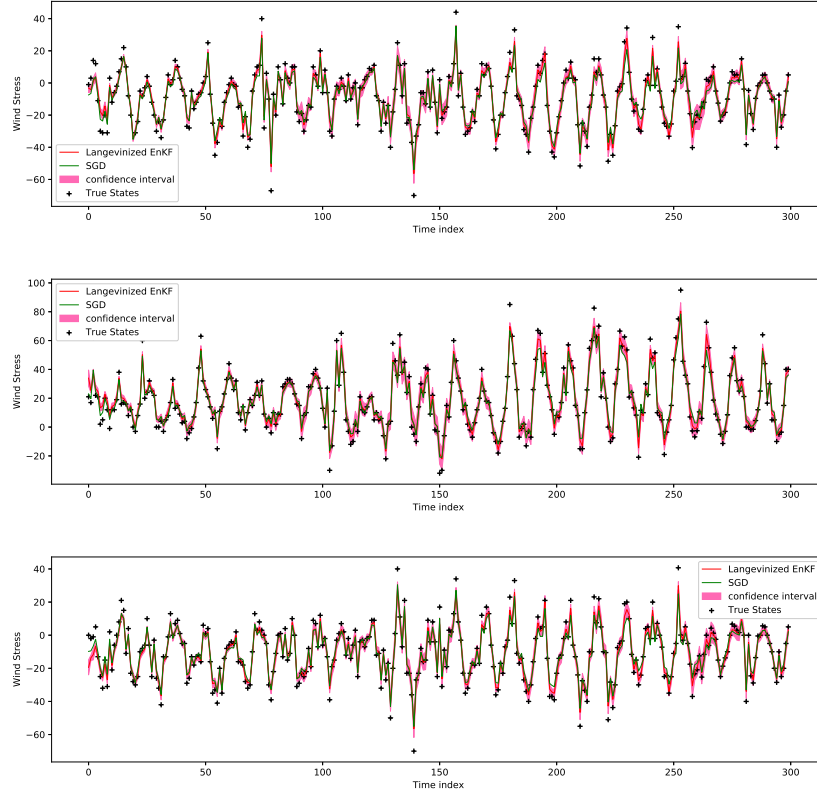 40
20
0
−20
−40
−60
Wind Stress
Langevinized EnKF
SGD
confidence interval
True States
0 50 100 150 200 250 300
Time index
100
80
60
40
20
0
−20
Wind Stress
Langevinized EnKF
SGD
confidence interval
True States
0 50 100 150 200 250 300
Time index
40
20
0
−20
−40
−60
Wind Stress
Langevinized EnKF
SGD
confidence interval
True States
0 50 100 150 200 250 300
Time index